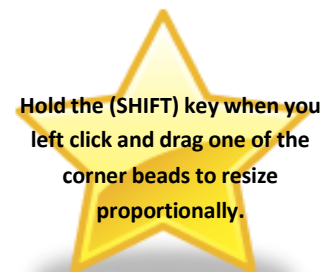 Hold the (SHIFT) key when you
left click and drag one of the
corner beads to resize
proportionally.